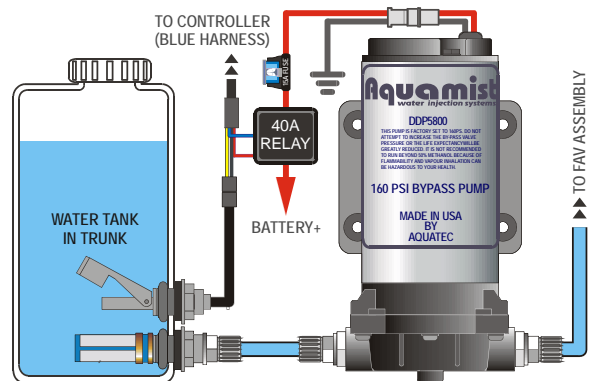 TO CONTROLLER
(BLUE HARNESS)
15A FUSE
40A
RELAY
BATTERY+
WATER TANK
IN TRUNK
Aquamist
water injection systems
DDP5800
THIS PUMP IS FACTORY SET TO 160PS. DO NOT
ATTEMPT TO INCREASE THE BY-PASS VALVE
PRESSURE OR THE LIFE EXPECTANCYWILLBE
GREATLY REDUCED. IT IS NOT RECOMMENDED
TO RUN BEYOND 50% METHANOL BECAUSE OF
FLAMMABILITY AND VAPOUR INHALATION CAN
BE HAZARDOUS TO YOUR HEALTH.
160 PSI BYPASS PUMP
MADE IN USA
BY
AQUATEC
TO FAV ASSEMBLY